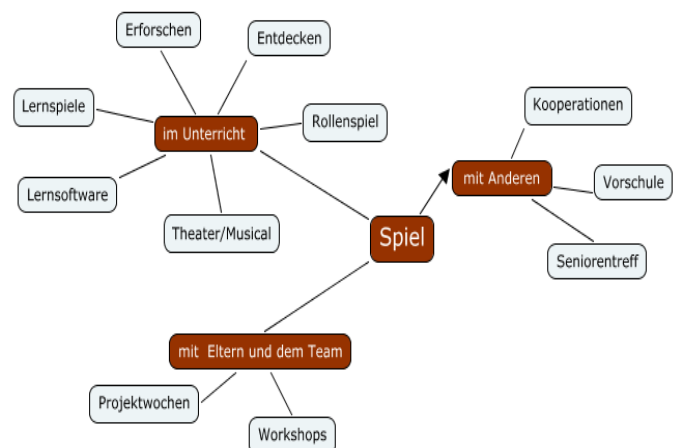 Erforschen
Entdecken
Lernspiele
im Unterricht
Rollenspiel
Lernsoftware
Theater/Musical
Kooperationen
mit Anderen
Vorschule
Seniorentreff
Spiel
mit Eltern und dem Team
Projektwochen
Workshops